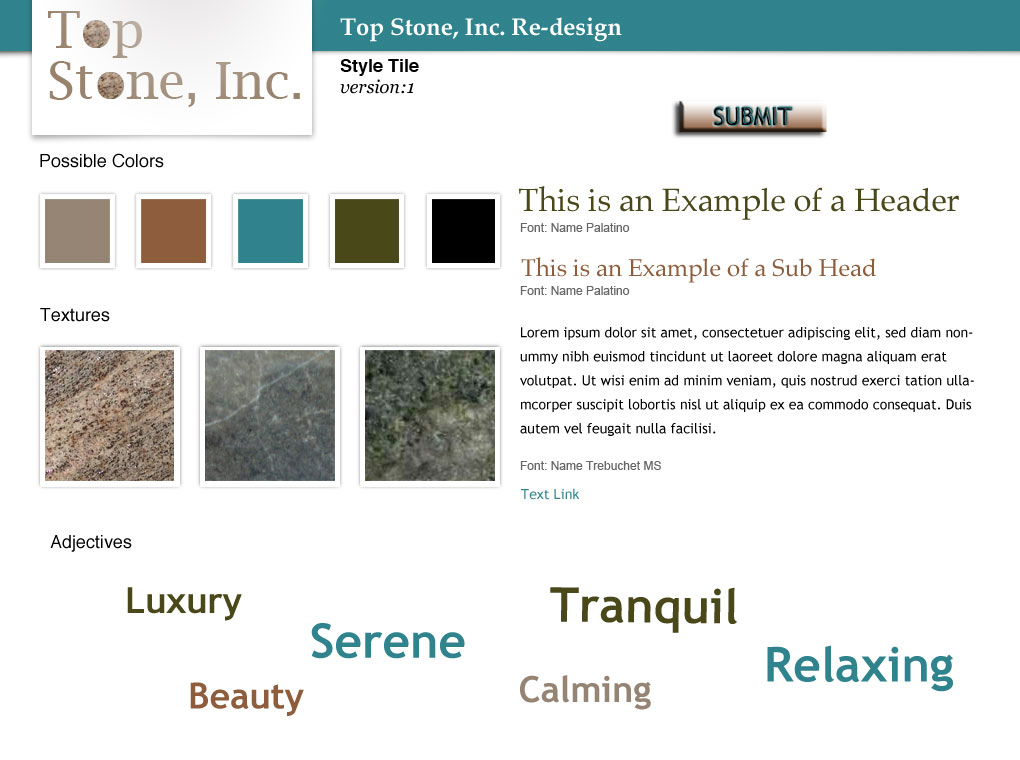 Top
Stone, Inc.
Top Stone, Inc. Re-design
Style Tile
version:1
SUBMIT
Possible Colors
This is an Example of a Header
Font: Name Palatino
This is an Example of a Sub Head
Font: Name Palatino
Textures
Lorem ipsum dolor sit amet, consectetuer adipiscing elit, sed diam non-
ummy nibh euismod tincidunt ut laoreet dolore magna aliquam erat
volutpat. Ut wisi enim ad minim veniam, quis nostrud exerci tation ulla-
mcorper suscipit lobortis nisl ut aliquip ex ea commodo consequat. Duis
autem vel feugait nulla facilisi.
Font: Name Trebuchet MS
Text Link
Adjectives
Luxury
Serene
Beauty
Tranquil
Relaxing
Calming